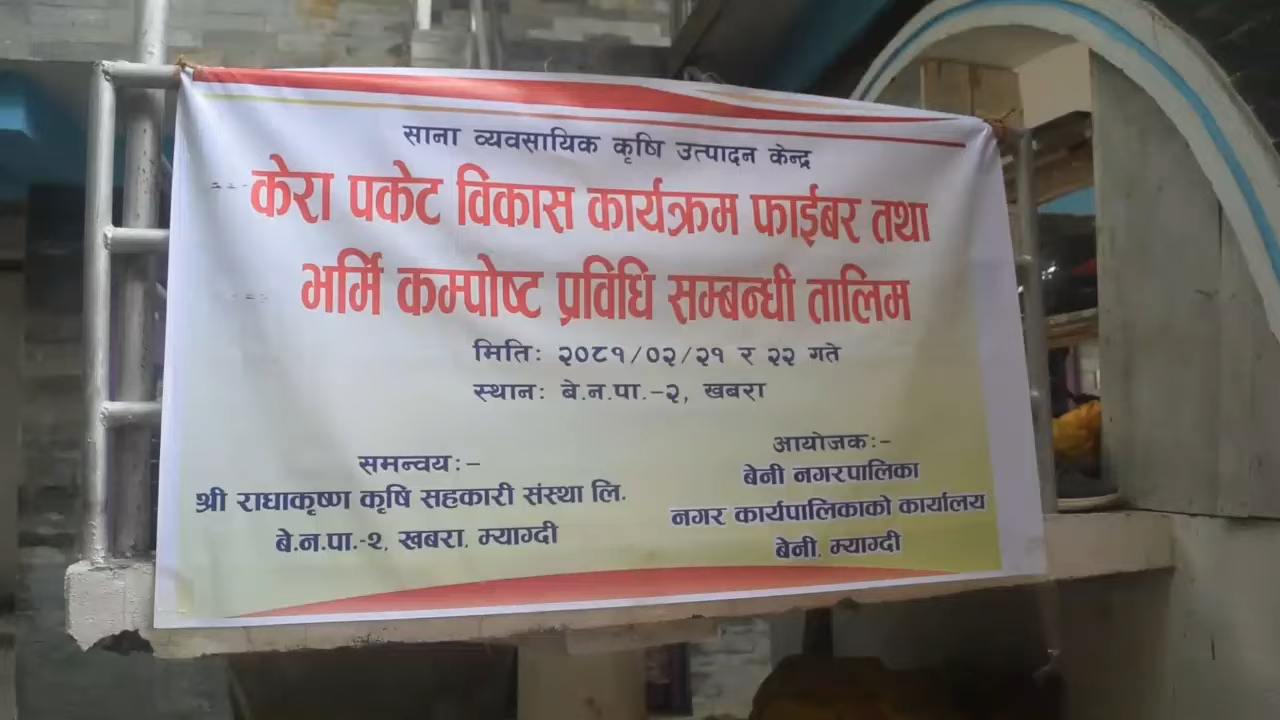 साना व्यवसायिक कृषि उत्पादन केन्द्र
केरा पकेट विकास कार्यक्रम फाईबर तथा
भर्मि कम्पोष्ट प्रविधि सम्बन्धी तालिम
मिति: २०८१/०२/२१ र २२ गते
स्थान: बे.न.पा.-२, खबरा
समन्वय:-
श्री राधाकृष्ण कृषि सहकारी संस्था लि.
बे.न.पा.-२, खबरा, म्याग्दी
आयोजक:-
बेनी नगरपालिका
नगर कार्यपालिकाको कार्यालय
बेनी, म्याग्दी